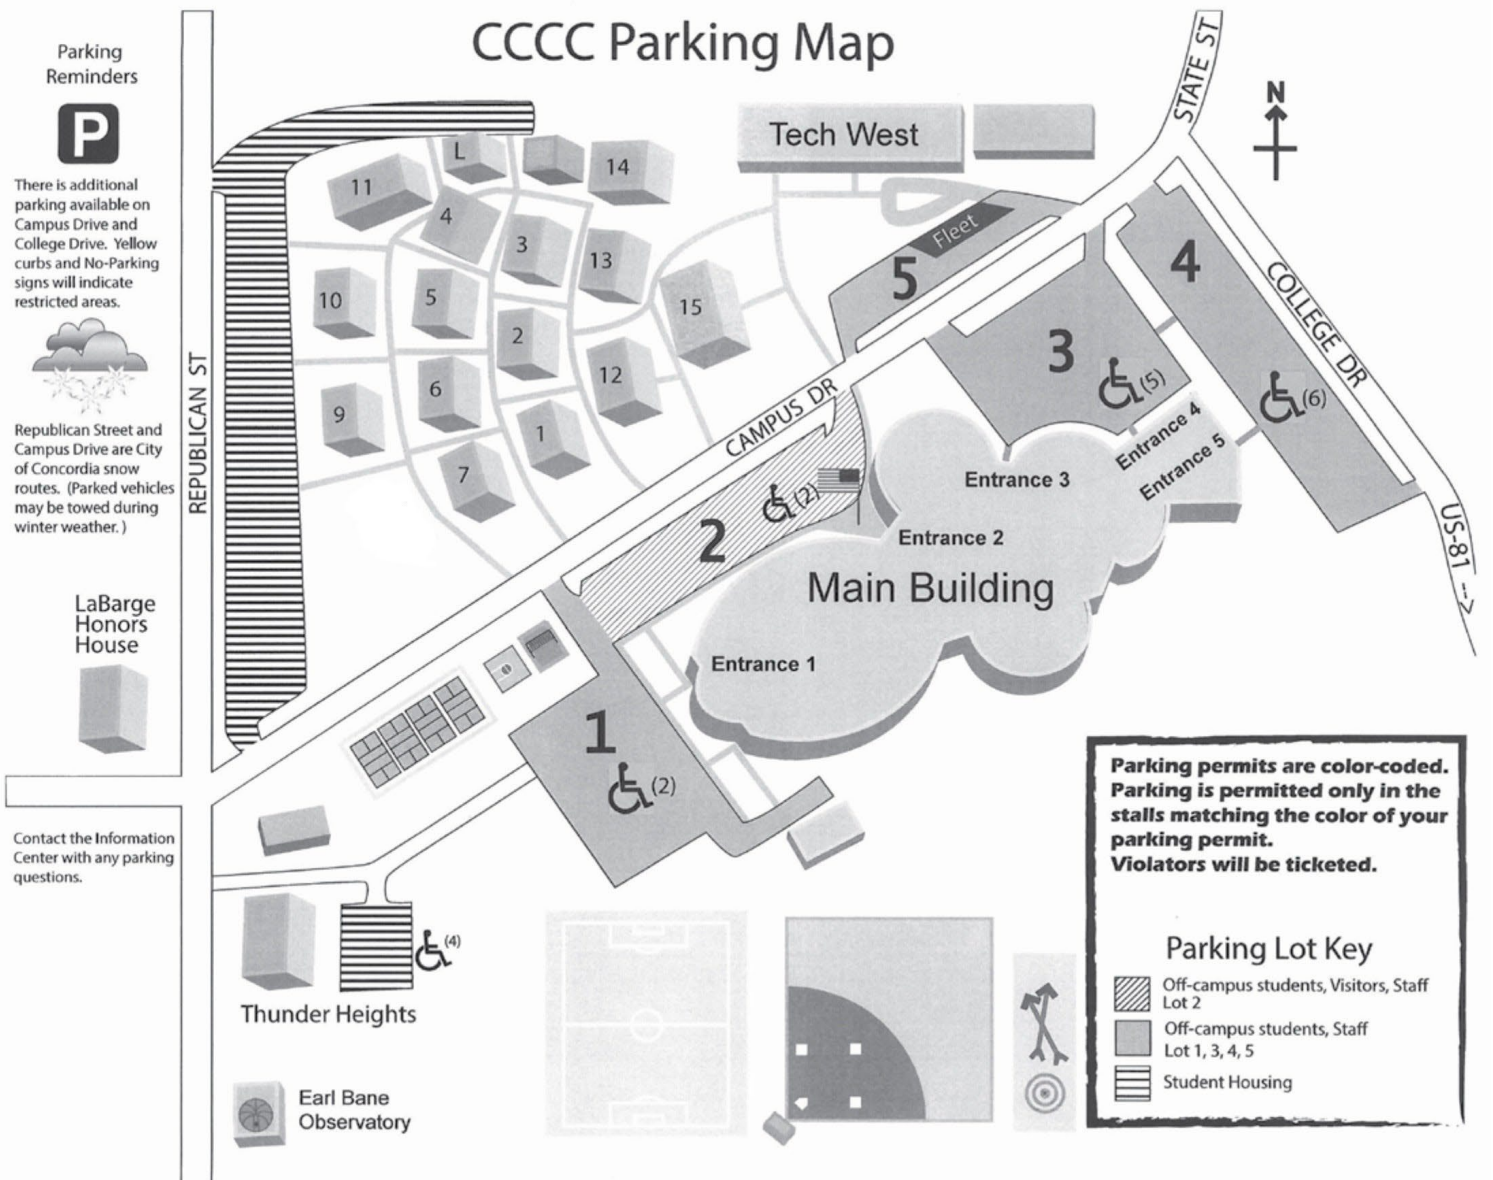 CCCC Parking Map
Parking
Reminders
P
There is additional
parking available on
Campus Drive and
College Drive. Yellow
curbs and No-Parking
signs will indicate
restricted areas.
Republican Street and
Campus Drive are City
of Concordia snow
routes. (Parked vehicles
may be towed during
winter weather.)
LaBarge
Honors
House
Contact the Information
Center with any parking
questions.
REPUBLICAN ST
STATE ST
N
Tech West
L
14
11
4
3
13
10
5
2
15
9
6
12
1
7
Fleet
5
4
3
(5)
(6)
COLLEGE DR
US-81 -->
CAMPUS DR
2
(2)
Entrance 4
Entrance 5
Entrance 3
Entrance 2
Main Building
Entrance 1
1
(2)
(4)
Thunder Heights
Earl Bane
Observatory
Parking permits are color-coded.
Parking is permitted only in the
stalls matching the color of your
parking permit.
Violators will be ticketed.
Parking Lot Key
Off-campus students, Visitors, Staff
Lot 2
Off-campus students, Staff
Lot 1, 3, 4, 5
Student Housing